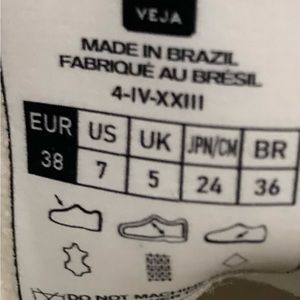 VEJA
MADE IN BRAZIL
FABRIQUÉ AU BRÉSIL
4-IV-XXIII
EUR US UK JPN/CM BR
38 7 5 24 36
DO NOT MACHINE